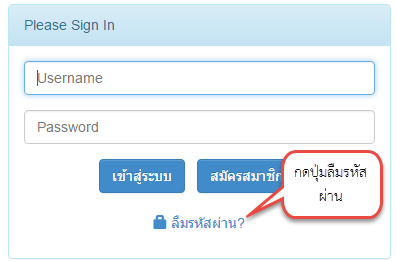 Please Sign In
Username
Password
เข้าสู่ระบบ
สมัครสมาชิก
กดปุ่มลืมรหัส
ผ่าน
ลืมรหัสผ่าน?